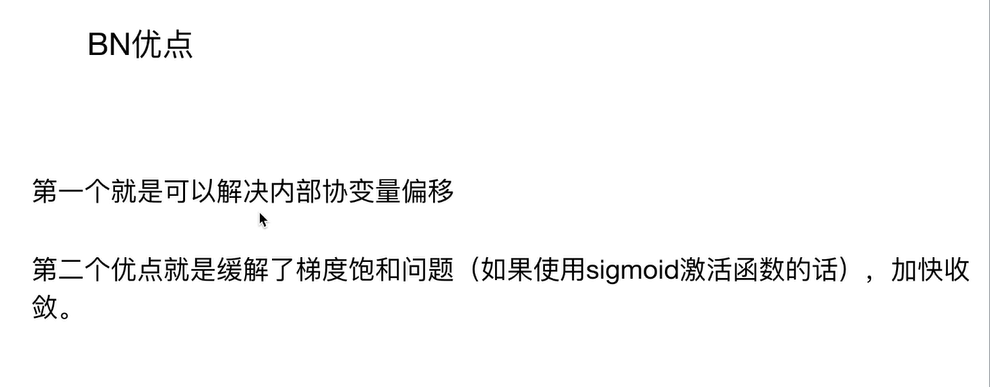 BN优点
第一个就是可以解决内部协变量偏移
第二个优点就是缓解了梯度饱和问题（如果使用sigmoid激活函数的话），加快收
敛。